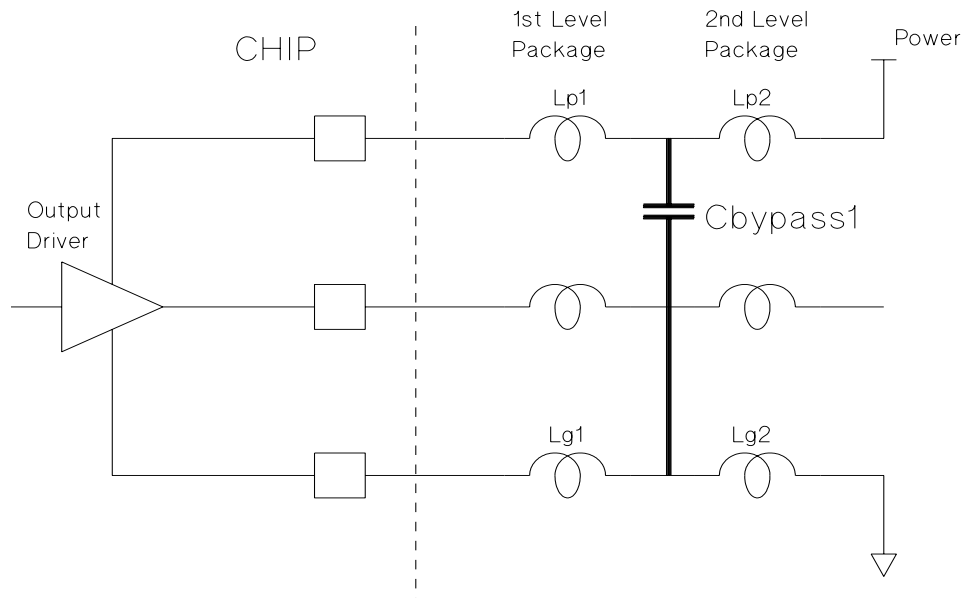 CHIP
1st Level
Package
2nd Level
Package
Power
Lp1
Lp2
Output
Driver
Cbypass1
Lg1
Lg2